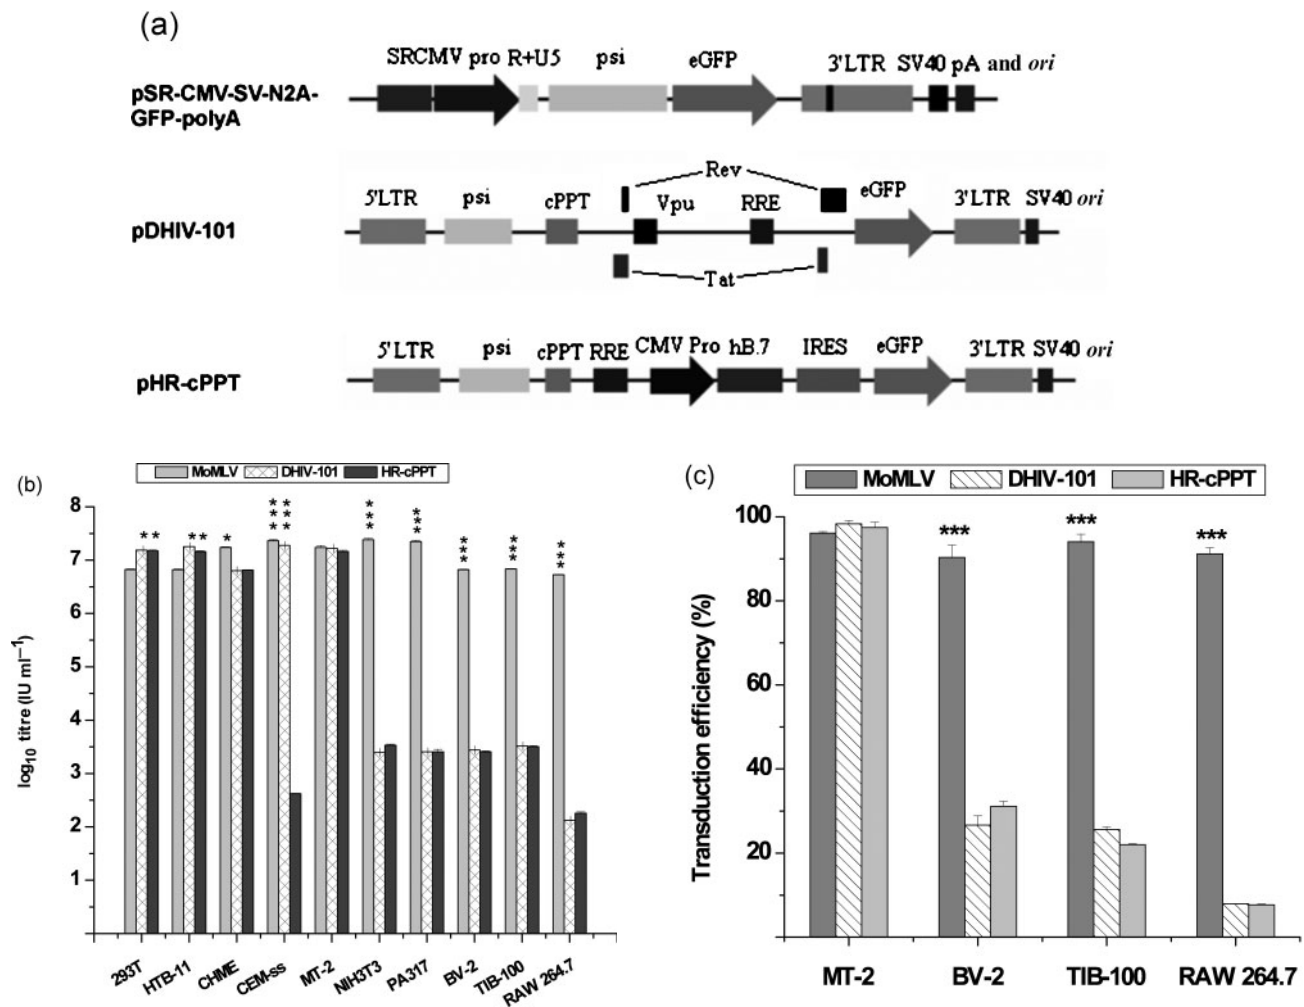 (a)
SRCMV pro R+U5 psi eGFP 3'LTR SV40 pA and ori
pSR-CMV-SV-N2A-
GFP-polyA
Rev
5'LTR psi cPPT Vpu RRE eGFP 3'LTR SV40 ori
pDHIV-101
Tat
5'LTR psi cPPT RRE CMV Pro hB.7 IRES eGFP 3'LTR SV40 ori
pHR-cPPT
(b)
MoMLV DHIV-101 HR-cPPT
log10 titre (IU ml−1)
8
7
6
5
4
3
2
1
** ** * *** *** *** *** *** *** ***
293T HTB-11 CHME CEM-ss MT-2 NIH3T3 PA317 BV-2 TIB-100 RAW 264.7
(c)
MoMLV DHIV-101 HR-cPPT
Transduction efficiency (%)
100
80
60
40
20
*** *** ***
MT-2 BV-2 TIB-100 RAW 264.7